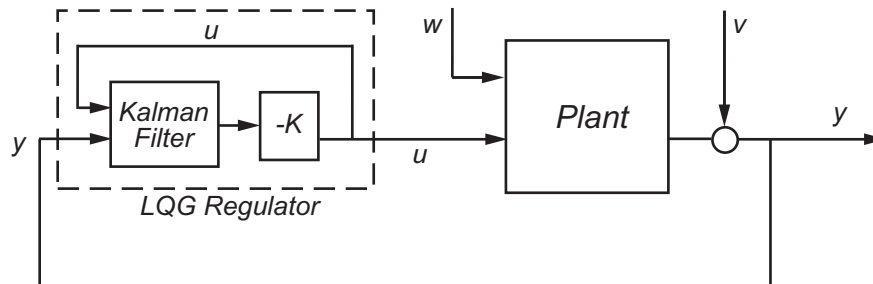 u
w
v
Kalman
Filter
-K
Plant
y
u
y
LQG Regulator